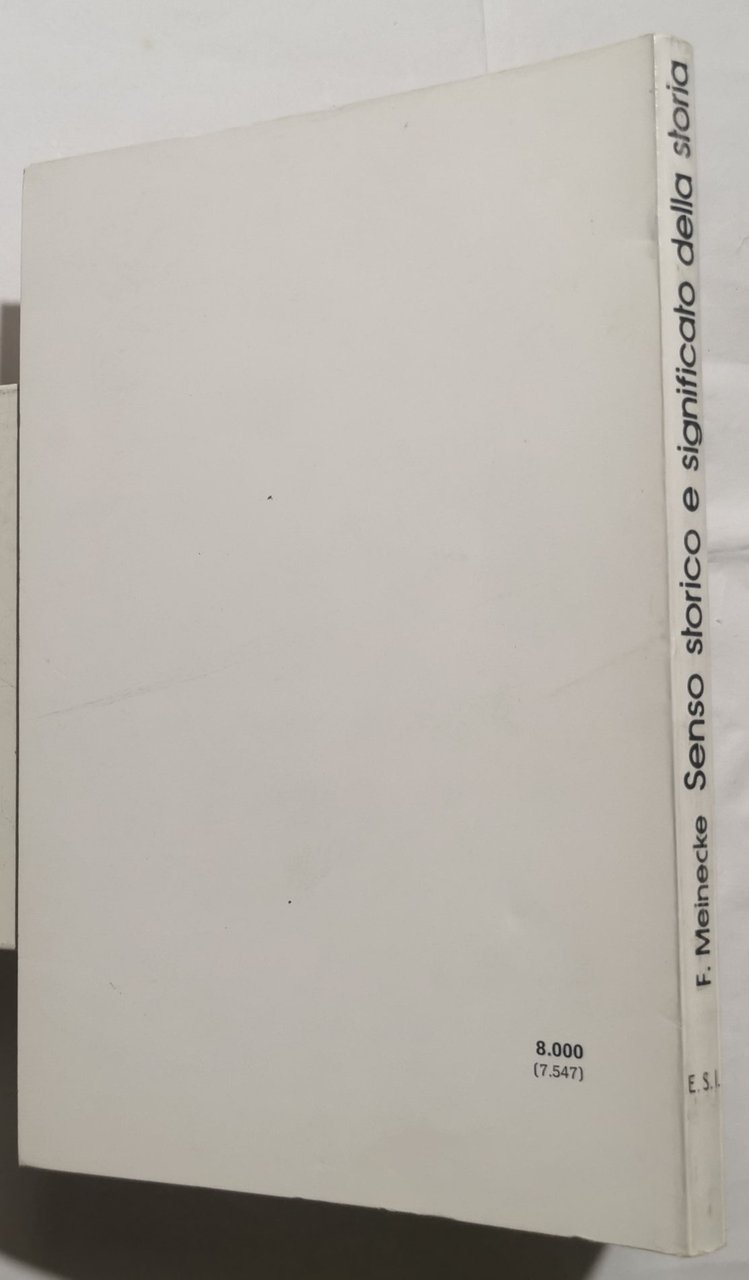 F. Meinecke Senso storico e significato della storia
E.S.I.
8.000
(7.547)